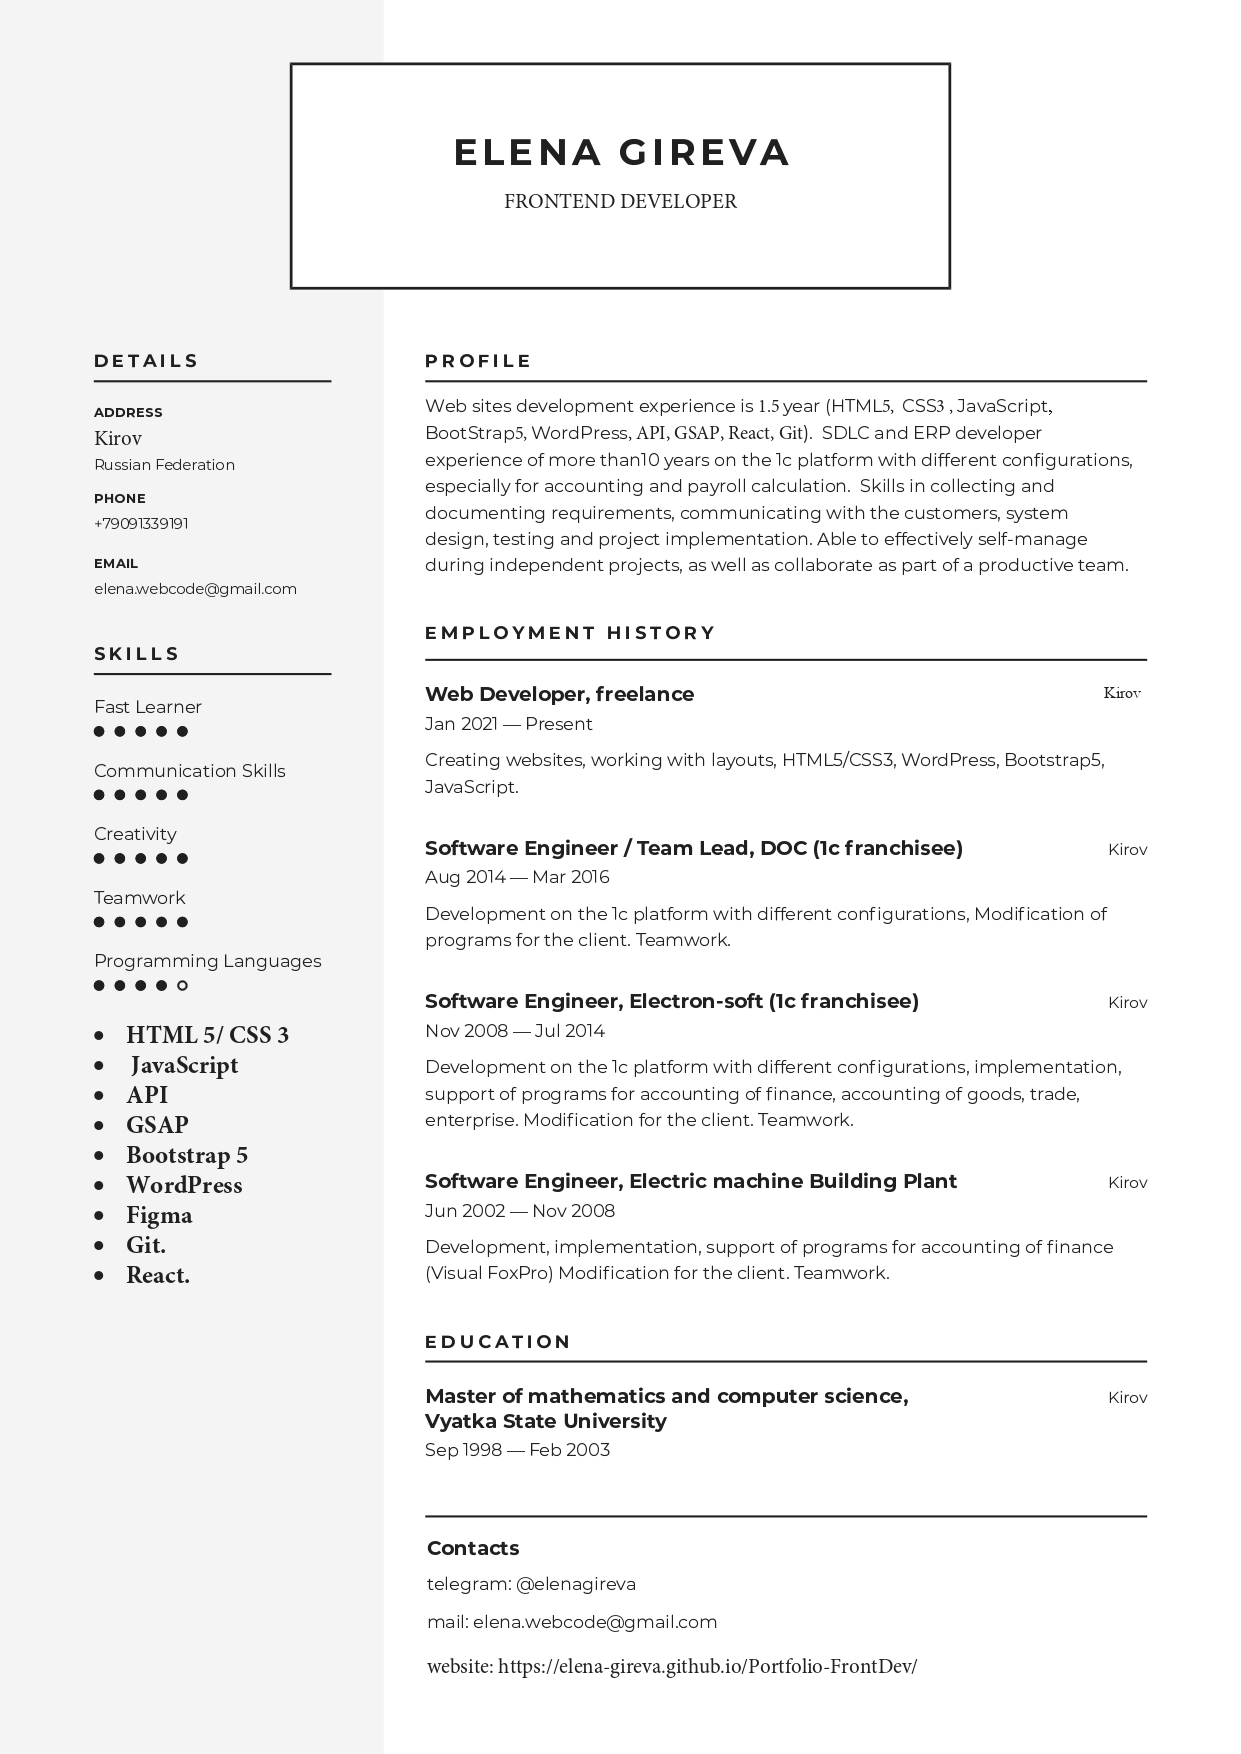 ELENA GIREVA
FRONTEND DEVELOPER
DETAILS
ADDRESS
Kirov
Russian Federation
PHONE
+79091339191
EMAIL
elena.webcode@gmail.com
SKILLS
Fast Learner
Communication Skills
Creativity
Teamwork
Programming Languages
• HTML 5/ CSS 3
• JavaScript
• API
• GSAP
• Bootstrap 5
• WordPress
• Figma
• Git.
• React.
PROFILE
Web sites development experience is 1.5 year (HTML5, CSS3 , JavaScript,
BootStrap5, WordPress, API, GSAP, React, Git). SDLC and ERP developer
experience of more than10 years on the 1c platform with different configurations,
especially for accounting and payroll calculation. Skills in collecting and
documenting requirements, communicating with the customers, system
design, testing and project implementation. Able to effectively self-manage
during independent projects, as well as collaborate as part of a productive team.
EMPLOYMENT HISTORY
Web Developer, freelance Kirov
Jan 2021 — Present
Creating websites, working with layouts, HTML5/CSS3, WordPress, Bootstrap5,
JavaScript.
Software Engineer / Team Lead, DOC (1c franchisee) Kirov
Aug 2014 — Mar 2016
Development on the 1c platform with different configurations, Modification of
programs for the client. Teamwork.
Software Engineer, Electron-soft (1c franchisee) Kirov
Nov 2008 — Jul 2014
Development on the 1c platform with different configurations, implementation,
support of programs for accounting of finance, accounting of goods, trade,
enterprise. Modification for the client. Teamwork.
Software Engineer, Electric machine Building Plant Kirov
Jun 2002 — Nov 2008
Development, implementation, support of programs for accounting of finance
(Visual FoxPro) Modification for the client. Teamwork.
EDUCATION
Master of mathematics and computer science, Kirov
Vyatka State University
Sep 1998 — Feb 2003
Contacts
telegram: @elenagireva
mail: elena.webcode@gmail.com
website: https://elena-gireva.github.io/Portfolio-FrontDev/